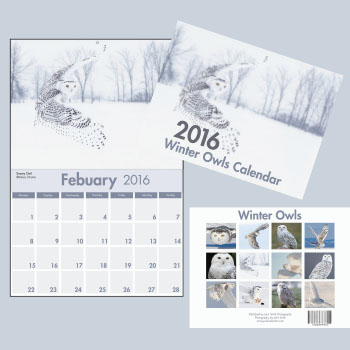 Snowy Owl
Febuary 2016
1 2 3 4 5 6 7
8 9 10 11 12 13 14
15 16 17 18 19 20 21
22 23 24 25 26 27 28
2016
Winter Owls Calendar
Winter Owls